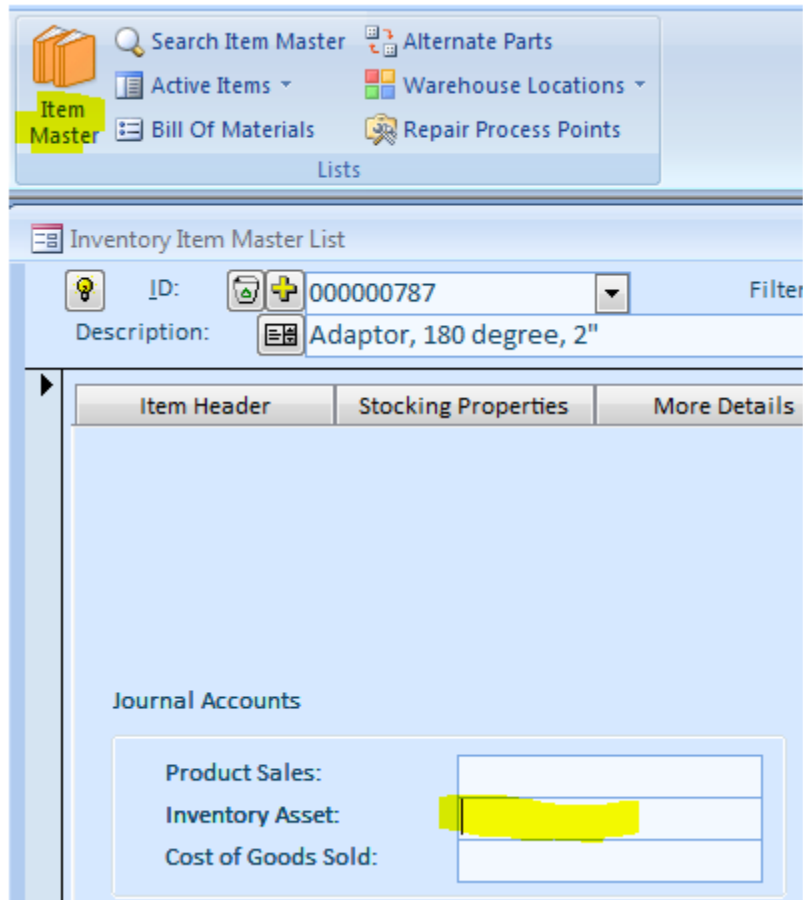 Search Item Master Alternate Parts
Item Master Active Items Warehouse Locations
Bill Of Materials Repair Process Points
Lists
Inventory Item Master List
ID: 000000787 Filter
Description: Adaptor, 180 degree, 2"
Item Header Stocking Properties More Details
Journal Accounts
Product Sales:
Inventory Asset:
Cost of Goods Sold: